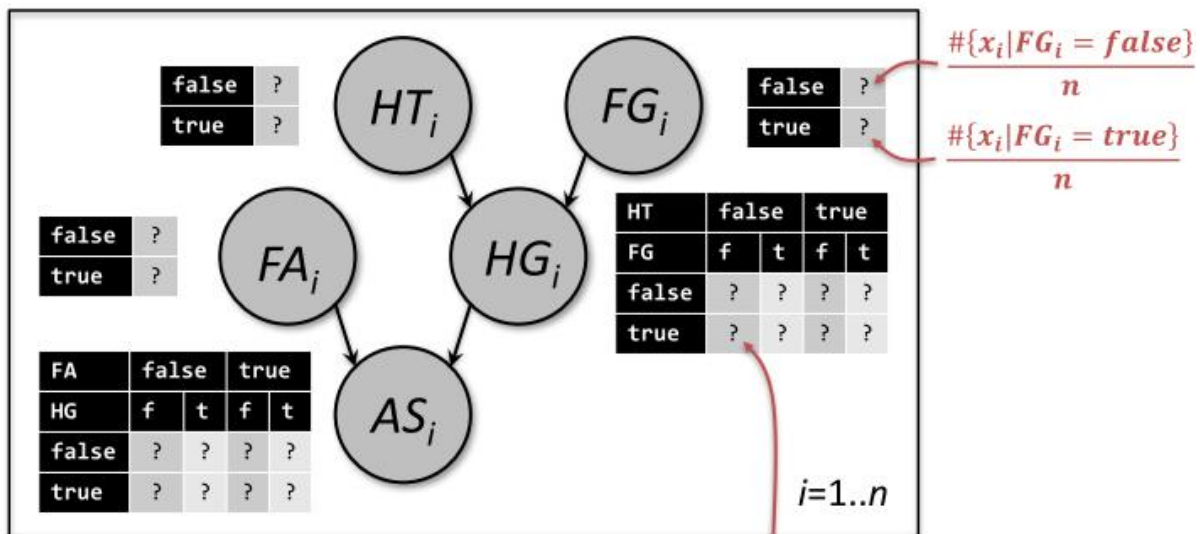 #{x_i|FG_i = false}
n
false ?
true ?
HT_i
FG_i
false ?
true ?
#{x_i|FG_i = true}
n
false ?
true ?
FA_i
HG_i
HT false true
FG f t f t
false ? ? ? ?
true ? ? ? ?
FA false true
HG f t f t
false ? ? ? ?
true ? ? ? ?
AS_i
i=1..n